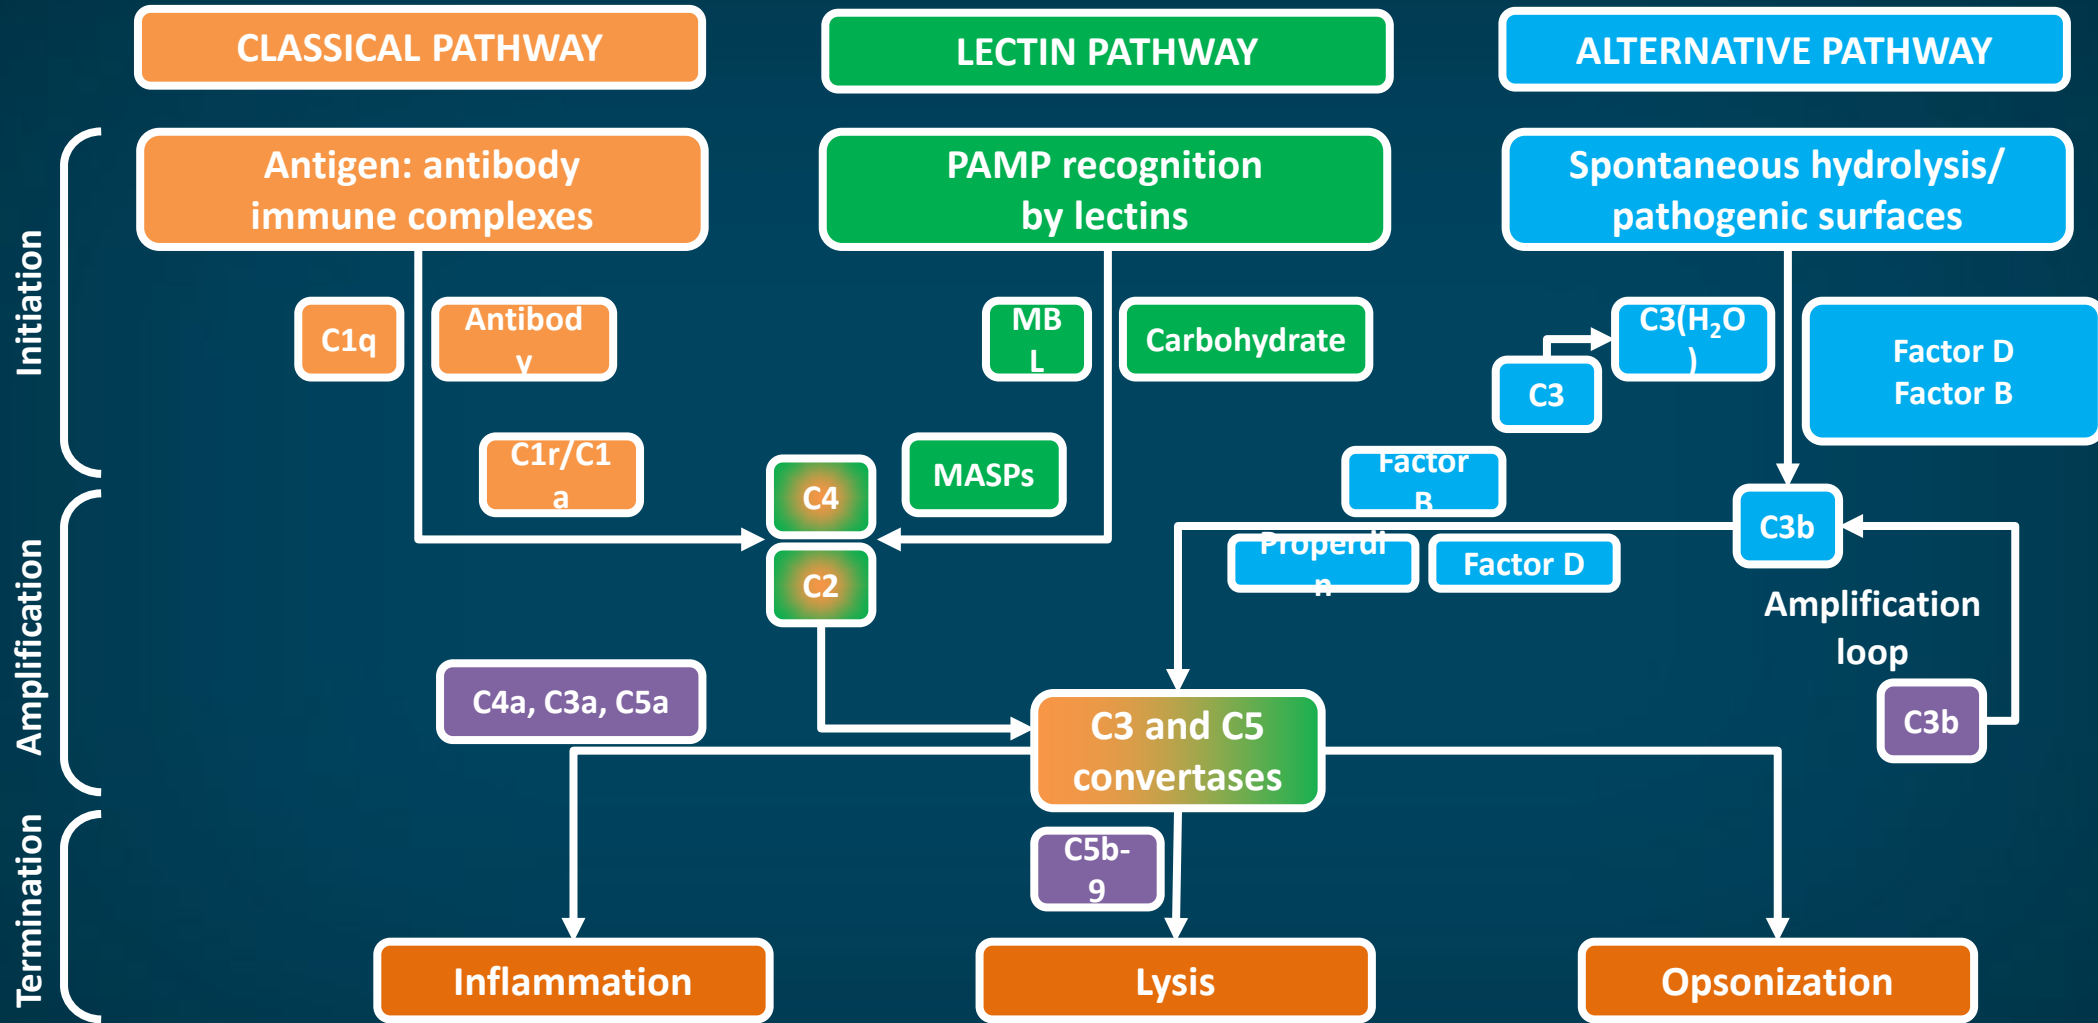 CLASSICAL PATHWAY
LECTIN PATHWAY
ALTERNATIVE PATHWAY
Initiation
Antigen: antibody
immune complexes
PAMP recognition
by lectins
Spontaneous hydrolysis/
pathogenic surfaces
C1q
Antibod
y
MB
L
Carbohydrate
C3
C3(H₂O
)
Factor D
Factor B
C1r/C1
a
C4
MASPs
Factor
B
C3b
Amplification
C2
Properdi
n
Factor D
Amplification
loop
C4a, C3a, C5a
C3 and C5
convertases
C3b
Termination
C5b-
9
Inflammation
Lysis
Opsonization